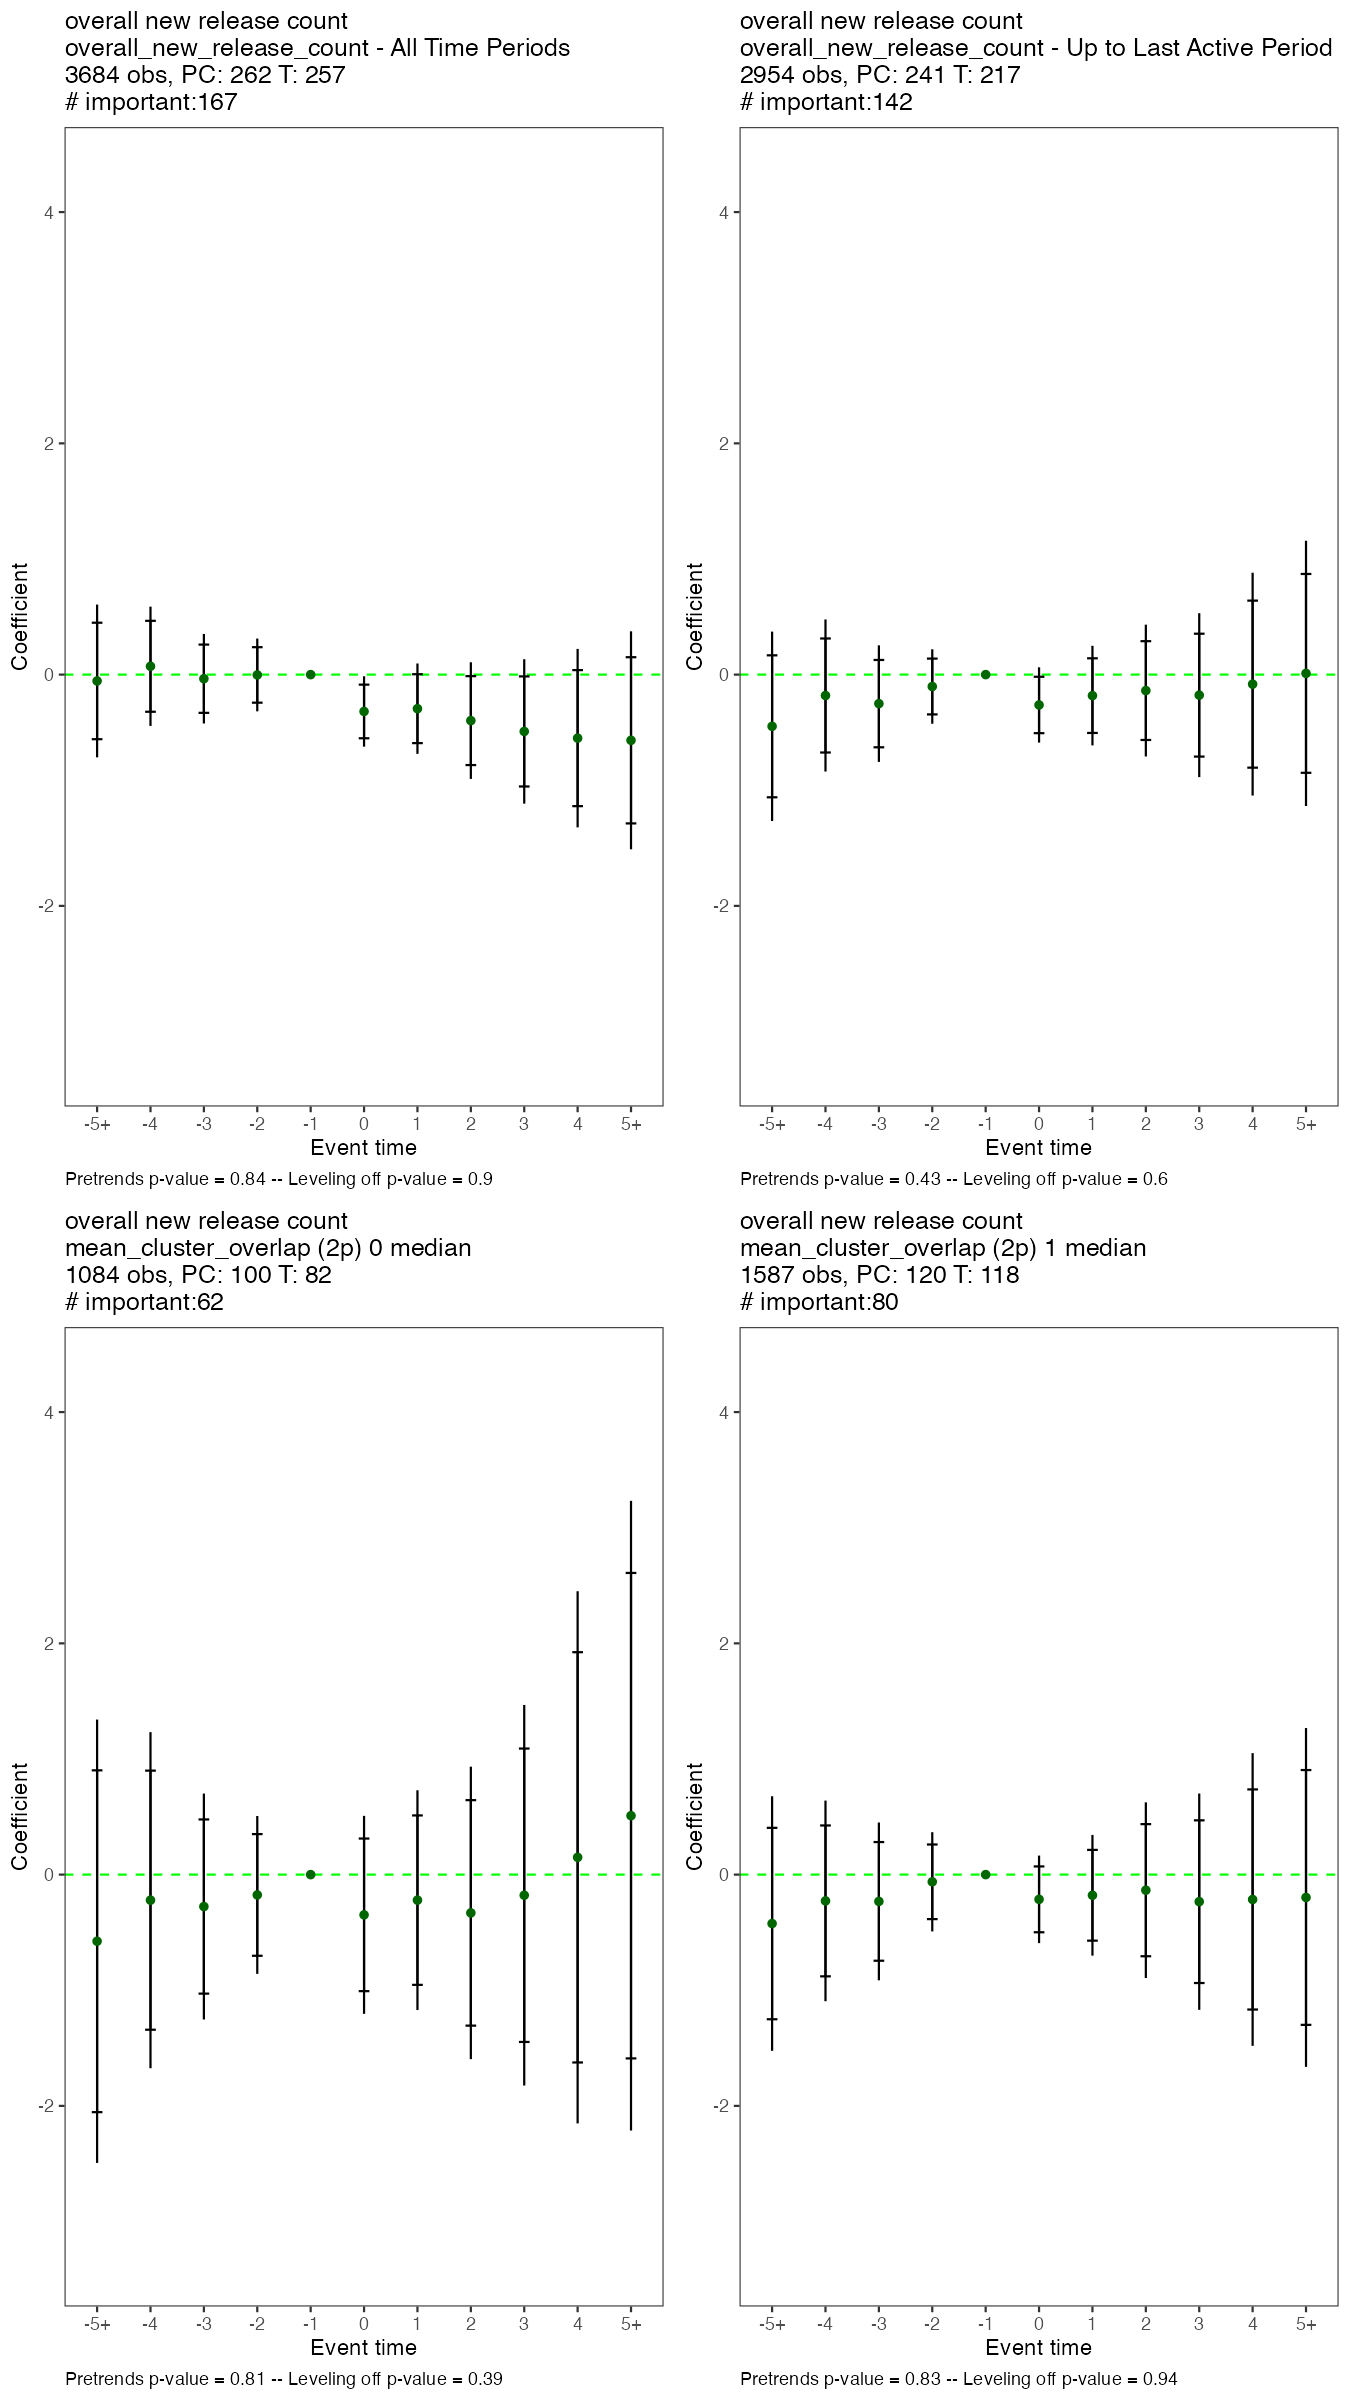 overall new release count
overall_new_release_count - All Time Periods
3684 obs, PC: 262 T: 257
# important:167
4
2
0
-2
Coefficient
-5+ -4 -3 -2 -1 0 1 2 3 4 5+
Event time
Pretrends p-value = 0.84 -- Leveling off p-value = 0.9
overall new release count
overall_new_release_count - Up to Last Active Period
2954 obs, PC: 241 T: 217
# important:142
4
2
0
-2
Coefficient
-5+ -4 -3 -2 -1 0 1 2 3 4 5+
Event time
Pretrends p-value = 0.43 -- Leveling off p-value = 0.6
overall new release count
mean_cluster_overlap (2p) 0 median
1084 obs, PC: 100 T: 82
# important:62
4
2
0
-2
Coefficient
-5+ -4 -3 -2 -1 0 1 2 3 4 5+
Event time
Pretrends p-value = 0.81 -- Leveling off p-value = 0.39
overall new release count
mean_cluster_overlap (2p) 1 median
1587 obs, PC: 120 T: 118
# important:80
4
2
0
-2
Coefficient
-5+ -4 -3 -2 -1 0 1 2 3 4 5+
Event time
Pretrends p-value = 0.83 -- Leveling off p-value = 0.94